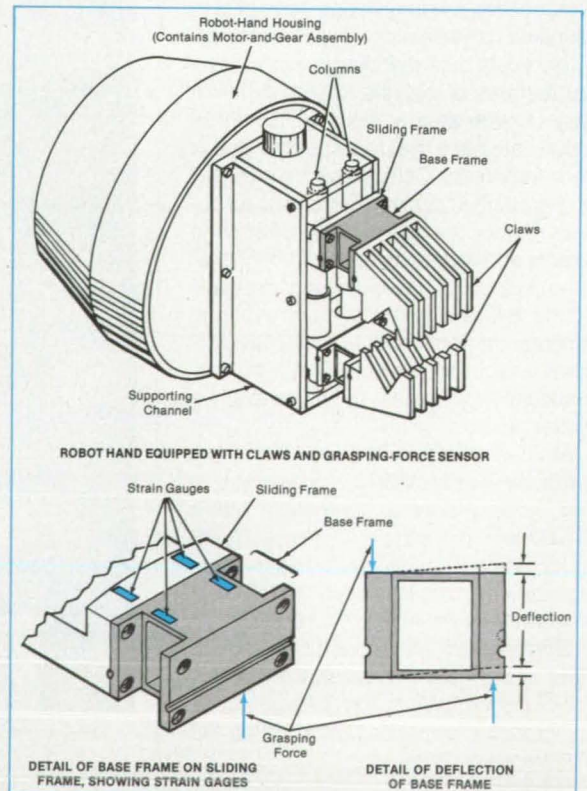 Robot-Hand Housing
(Contains Motor-and-Gear Assembly)
Columns
Sliding Frame
Base Frame
Claws
Supporting
Channel
ROBOT HAND EQUIPPED WITH CLAWS AND GRASPING-FORCE SENSOR
Strain Gauges
Sliding Frame
Base Frame
Deflection
Grasping
Force
DETAIL OF BASE FRAME ON SLIDING
FRAME, SHOWING STRAIN GAGES
DETAIL OF DEFLECTION
OF BASE FRAME